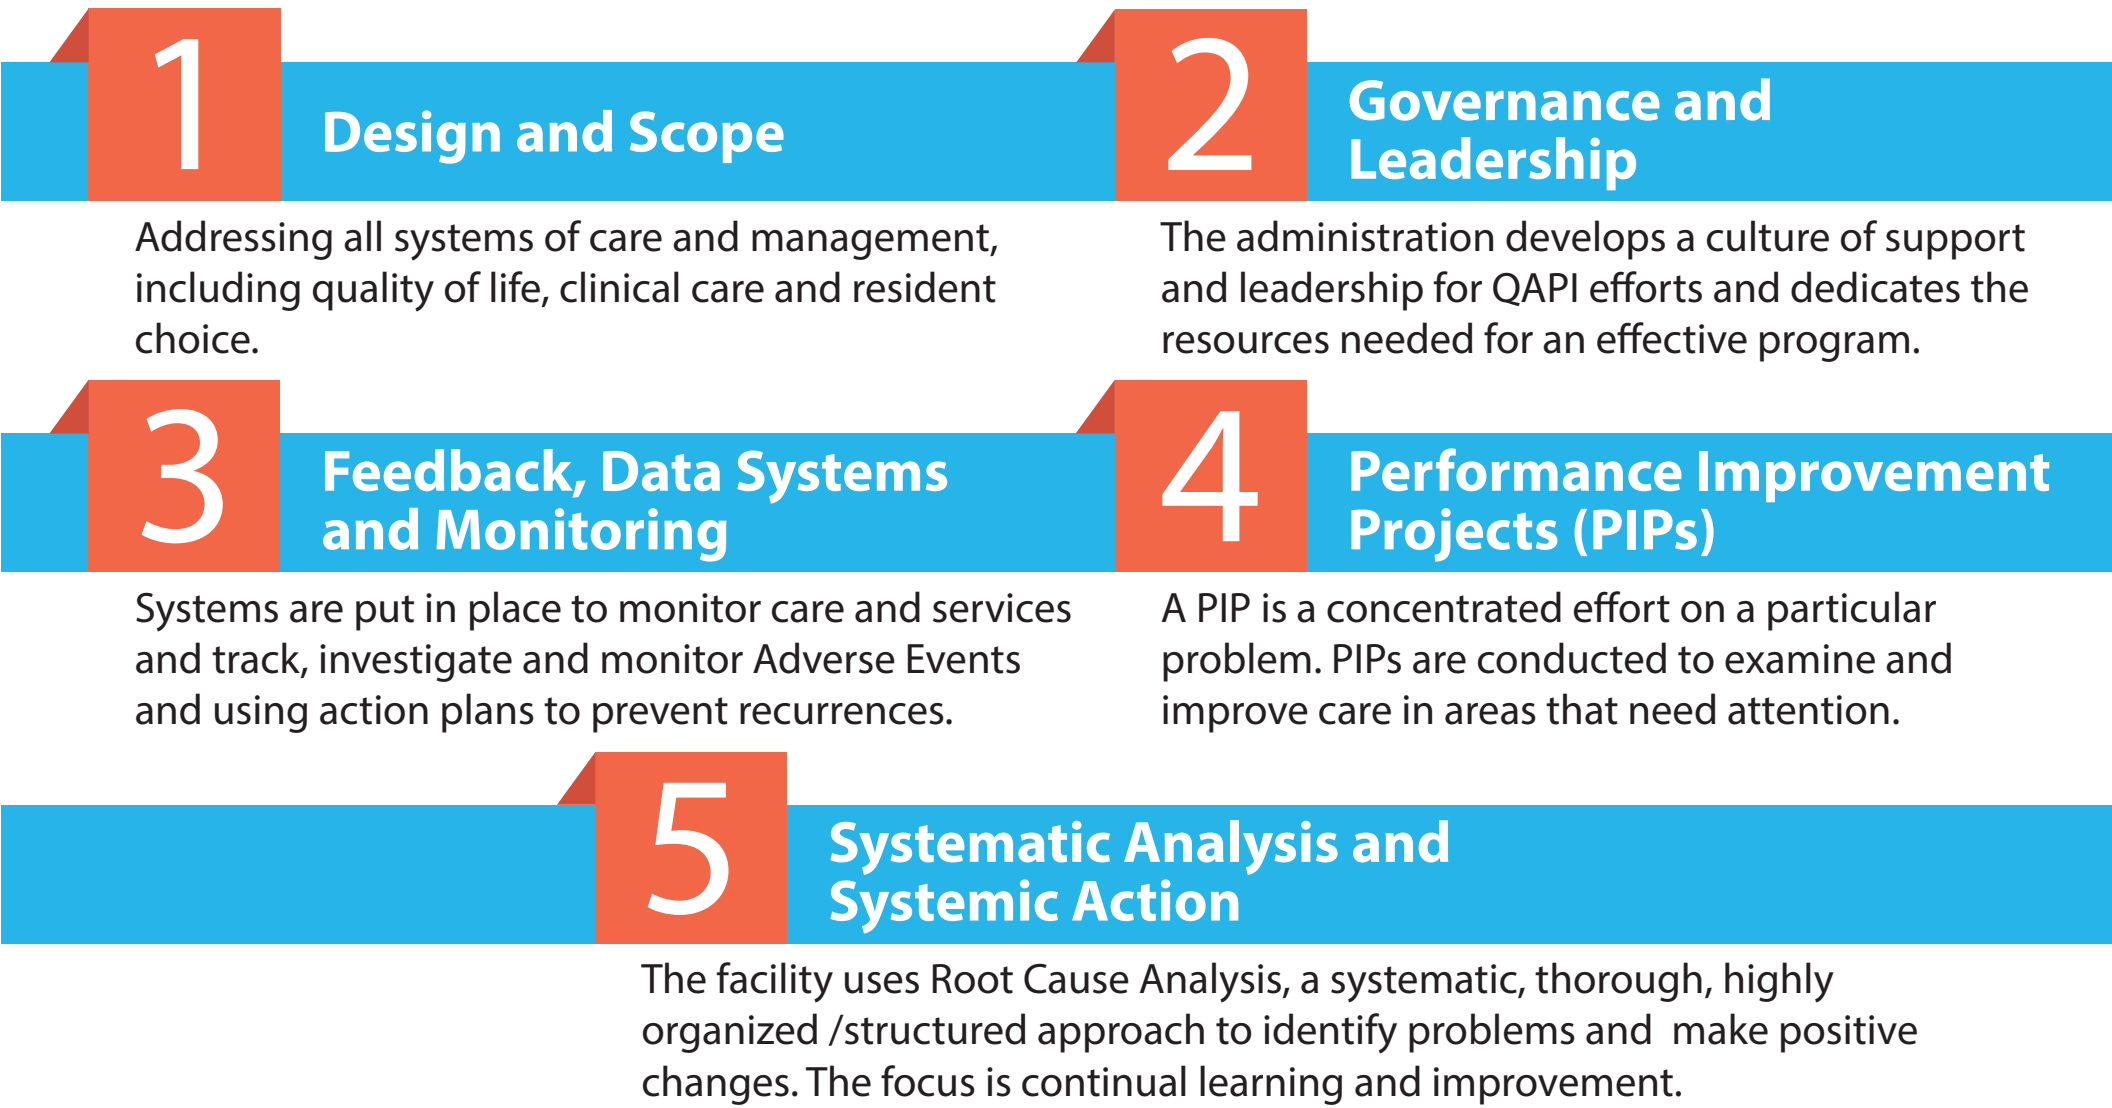 1
Design and Scope
Addressing all systems of care and management,
including quality of life, clinical care and resident
choice.
2
Governance and
Leadership
The administration develops a culture of support
and leadership for QAPI efforts and dedicates the
resources needed for an effective program.
3
Feedback, Data Systems
and Monitoring
Systems are put in place to monitor care and services
and track, investigate and monitor Adverse Events
and using action plans to prevent recurrences.
4
Performance Improvement
Projects (PIPs)
A PIP is a concentrated effort on a particular
problem. PIPs are conducted to examine and
improve care in areas that need attention.
5
Systematic Analysis and
Systemic Action
The facility uses Root Cause Analysis, a systematic, thorough, highly
organized /structured approach to identify problems and  make positive
changes. The focus is continual learning and improvement.